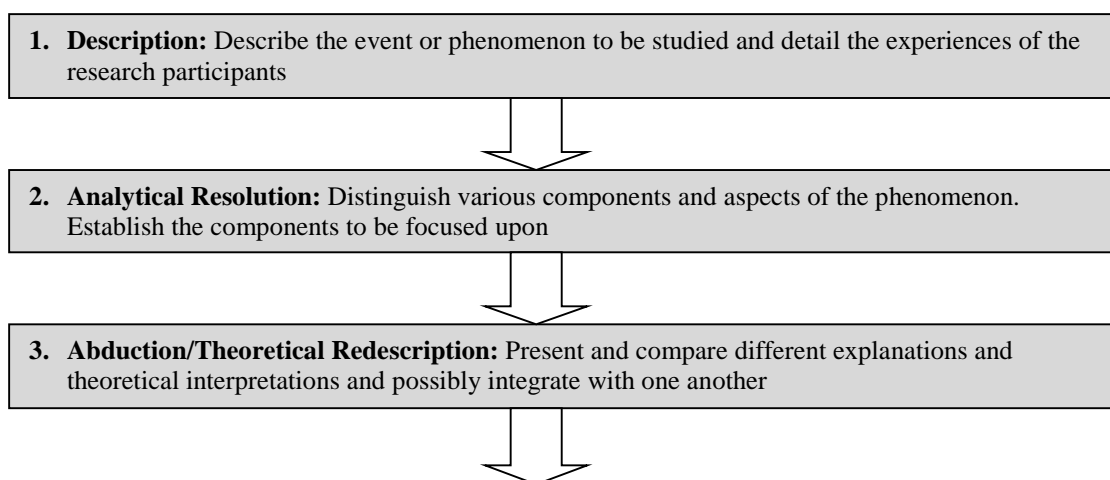 1. Description: Describe the event or phenomenon to be studied and detail the experiences of the
research participants
2. Analytical Resolution: Distinguish various components and aspects of the phenomenon.
Establish the components to be focused upon
3. Abduction/Theoretical Redescription: Present and compare different explanations and
theoretical interpretations and possibly integrate with one another